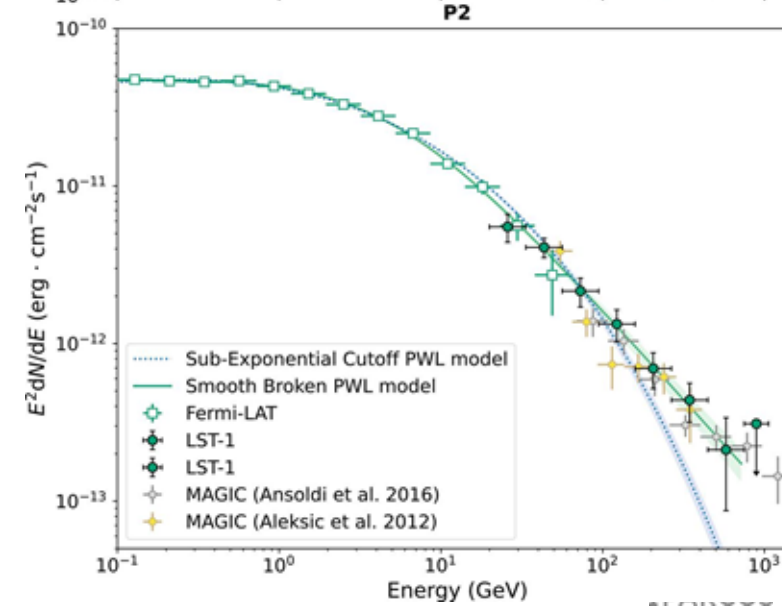 P2
10⁻¹⁰
10⁻¹¹
10⁻¹²
10⁻¹³
E²dN/dE (erg · cm⁻²s⁻¹)
Sub-Exponential Cutoff PWL model
Smooth Broken PWL model
Fermi-LAT
LST-1
LST-1
MAGIC (Ansoldi et al. 2016)
MAGIC (Aleksic et al. 2012)
10⁻¹ 10⁰ 10¹ 10² 10³
Energy (GeV)